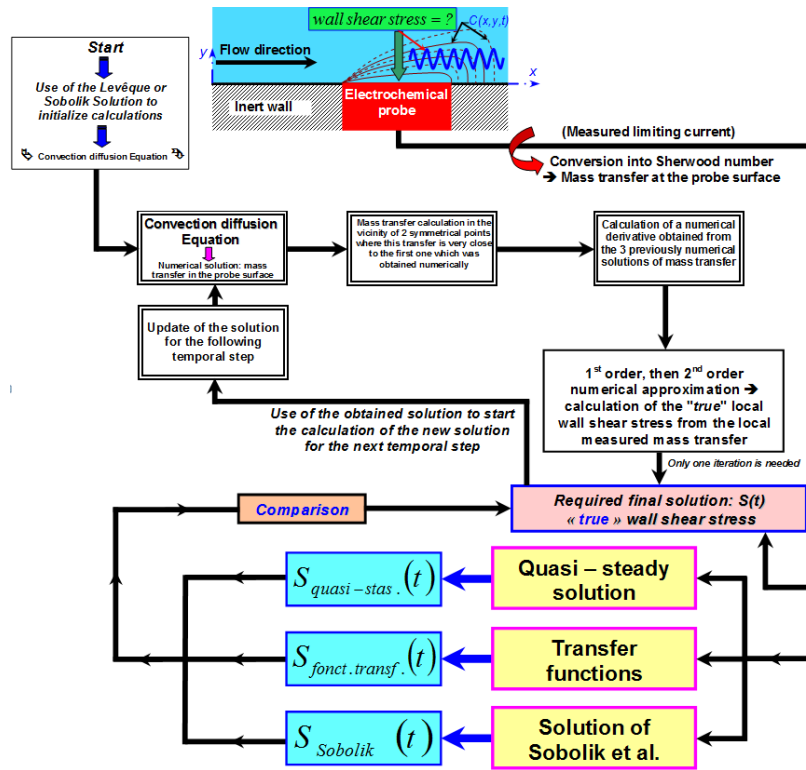 wall shear stress = ?
C(x,y,t)
y
Flow direction
x
Inert wall
Electrochemical
probe
Start
Use of the Levêque or
Sobolik Solution to
initialize calculations
Convection diffusion Equation
(Measured limiting current)
Conversion into Sherwood number
➔ Mass transfer at the probe surface
Convection diffusion
Equation
Numerical solution: mass
transfer in the probe surface
Mass transfer calculation in the
vicinity of 2 symmetrical points
where this transfer is very close
to the first one which was
obtained numerically
Calculation of a numerical
derivative obtained from
the 3 previously numerical
solutions of mass transfer
Update of the solution
for the following
temporal step
1st order, then 2nd order
numerical approximation ➔
calculation of the "true" local
wall shear stress from the local
measured mass transfer
Use of the obtained solution to start
the calculation of the new solution
for the next temporal step
Only one iteration is needed
Comparison
Required final solution: S(t)
« true » wall shear stress
S quasi−stas. (t)
Quasi – steady
solution
S fonct.transf. (t)
Transfer
functions
S Sobolik (t)
Solution of
Sobolik et al.